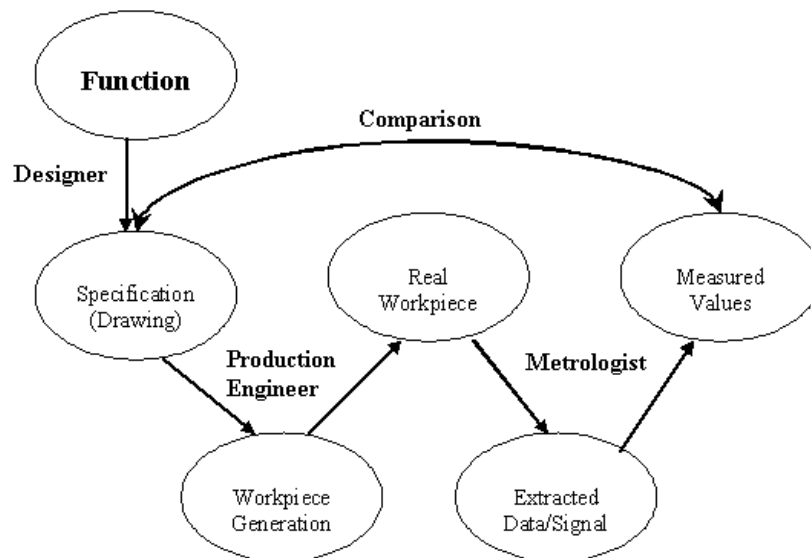 Function
Comparison
Designer
Specification
(Drawing)
Real
Workpiece
Measured
Values
Production
Engineer
Metrologist
Workpiece
Generation
Extracted
Data/Signal